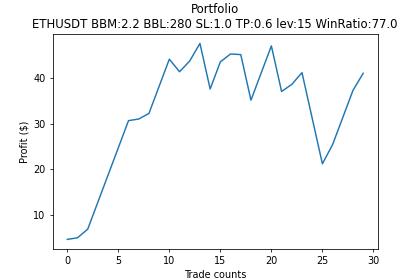 Portfolio
ETHUSDT BBM:2.2 BBL:280 SL:1.0 TP:0.6 lev:15 WinRatio:77.0
40
30
20
10
Profit ($)
0 5 10 15 20 25 30
Trade counts